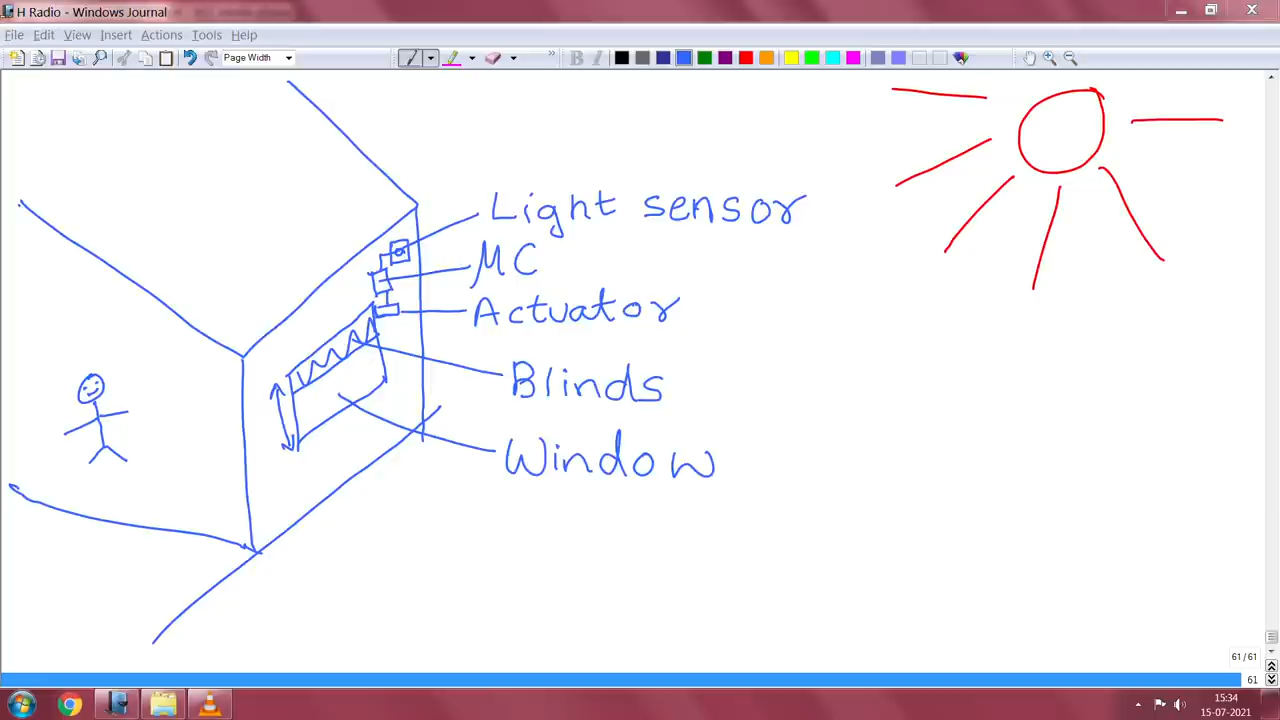 H Radio - Windows Journal
File Edit View Insert Actions Tools Help
Page Width
Light sensor
μC
Actuator
Blinds
Window
61 / 61
61
15:34
15-07-2021